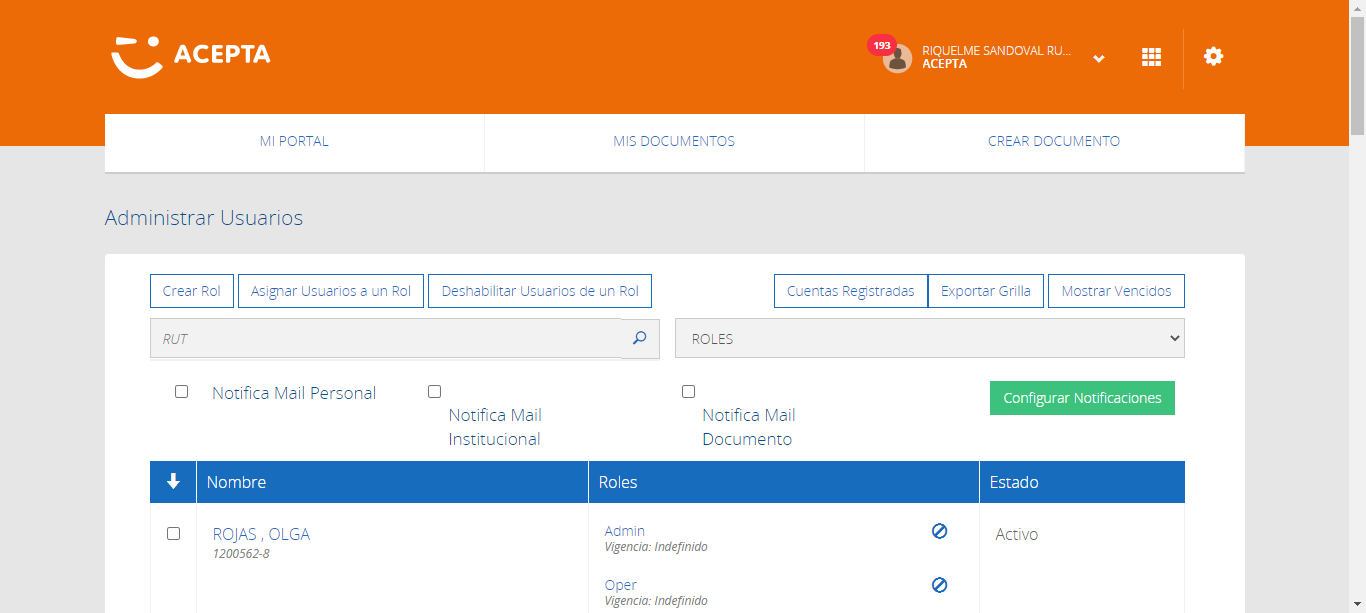 ACEPTA
193
RIQUELME SANDOVAL RU...
ACEPTA
MI PORTAL
MIS DOCUMENTOS
CREAR DOCUMENTO
Administrar Usuarios
Crear Rol
Asignar Usuarios a un Rol
Deshabilitar Usuarios de un Rol
Cuentas Registradas
Exportar Grilla
Mostrar Vencidos
RUT
ROLES
Notifica Mail Personal
Notifica Mail
Institucional
Notifica Mail
Documento
Configurar Notificaciones
Nombre
Roles
Estado
ROJAS , OLGA
1200562-8
Admin
Vigencia: Indefinido
Activo
Oper
Vigencia: Indefinido